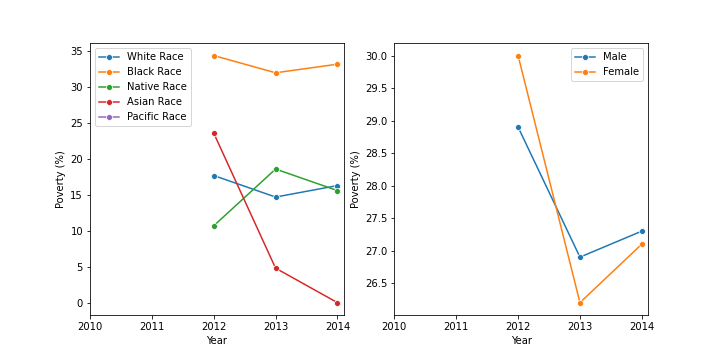 35
30
25
20
15
10
5
0
Poverty (%)
White Race
Black Race
Native Race
Asian Race
Pacific Race
2010 2011 2012 2013 2014
Year
30.0
29.5
29.0
28.5
28.0
27.5
27.0
26.5
Poverty (%)
Male
Female
2010 2011 2012 2013 2014
Year